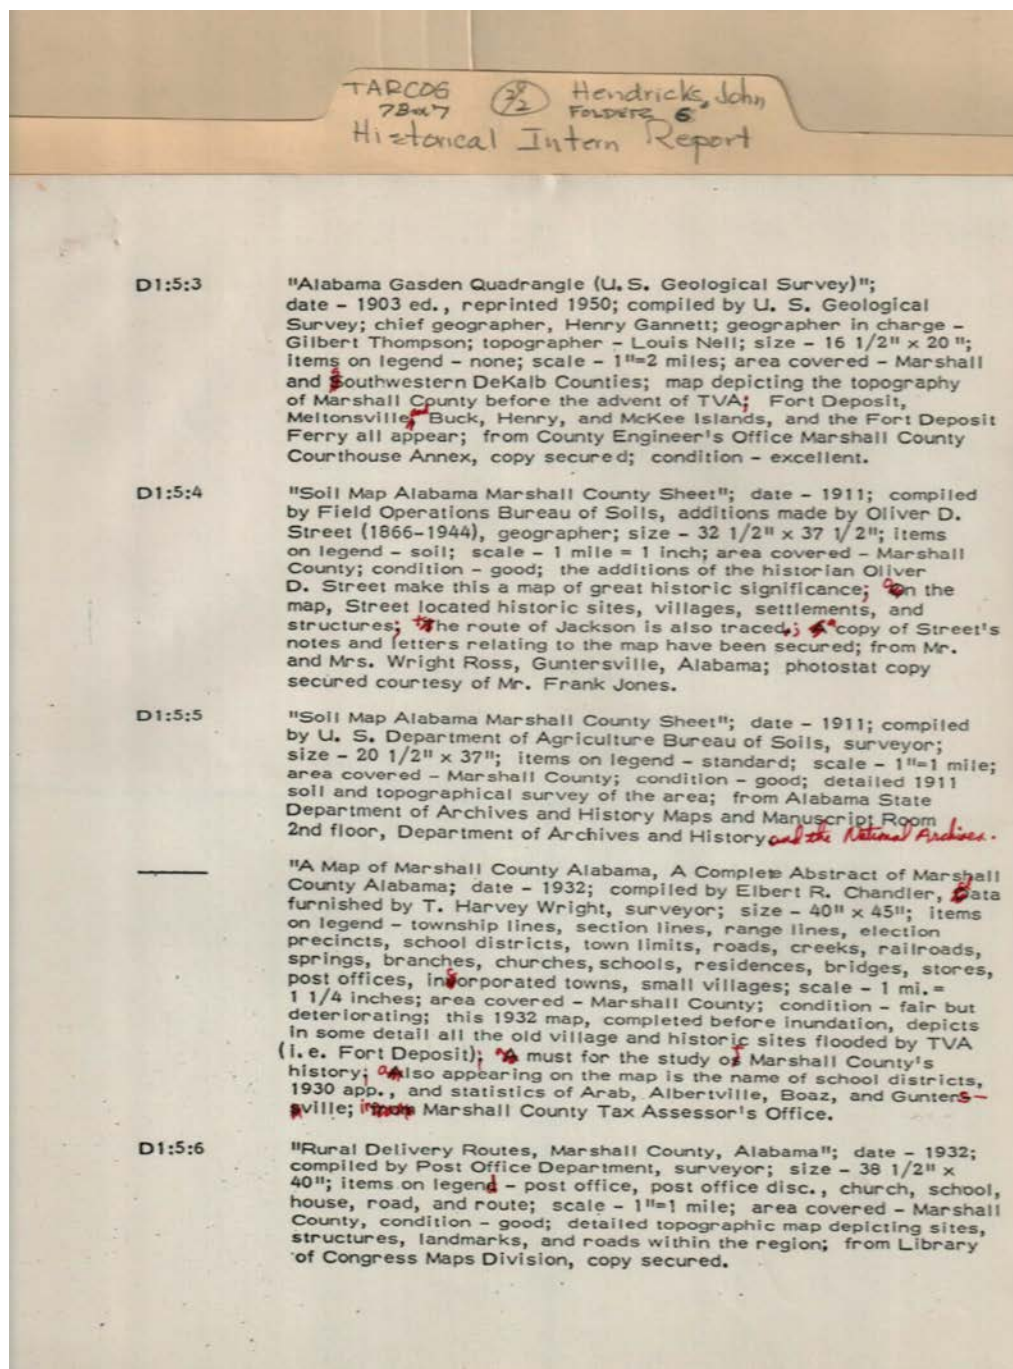 TARCOG Hendricks, John
FOLDER 6
Historical Intern Report
D1:5:3 "Alabama Gasden Quadrangle (U. S. Geological Survey)";
date - 1903 ed., reprinted 1950; compiled by U. S. Geological
Survey; chief geographer, Henry Gannett; geographer in charge -
Gilbert Thompson; topographer - Louis Nell; size - 16 1/2" x 20 ";
items on legend - none; scale - 1"=2 miles; area covered - Marshall
and southwestern DeKalb Counties; map depicting the topography
of Marshall County before the advent of TVA; Fort Deposit,
Meltonsville, and Buck, Henry, and McKee Islands, and the Fort Deposit
Ferry all appear; from County Engineer's Office Marshall County
Courthouse Annex, copy secured; condition - excellent.
D1:5:4 "Soil Map Alabama Marshall County Sheet"; date - 1911; compiled
by Field Operations Bureau of Soils, additions made by Oliver D.
Street (1866-1944), geographer; size - 32 1/2" x 37 1/2"; items
on legend - soil; scale - 1 mile = 1 inch; area covered - Marshall
County; condition - good; the additions of the historian Oliver
D. Street make this a map of great historic significance; on the
map, Street located historic sites, villages, settlements, and
structures; the route of Jackson is also traced; a copy of Street's
notes and letters relating to the map have been secured; from Mr.
and Mrs. Wright Ross, Guntersville, Alabama; photostat copy
secured courtesy of Mr. Frank Jones.
D1:5:5 "Soil Map Alabama Marshall County Sheet"; date - 1911; compiled
by U. S. Department of Agriculture Bureau of Soils, surveyor;
size - 20 1/2" x 37"; items on legend - standard; scale - 1"=1 mile;
area covered - Marshall County; condition - good; detailed 1911
soil and topographical survey of the area; from Alabama State
Department of Archives and History Maps and Manuscript Room
2nd floor, Department of Archives and History and the National Archives.
"A Map of Marshall County Alabama, A Complete Abstract of Marshall
County Alabama; date - 1932; compiled by Elbert R. Chandler, data
furnished by T. Harvey Wright, surveyor; size - 40" x 45"; items
on legend - township lines, section lines, range lines, election
precincts, school districts, town limits, roads, creeks, railroads,
springs, branches, churches, schools, residences, bridges, stores,
post offices, incorporated towns, small villages; scale - 1 mi. =
1 1/4 inches; area covered - Marshall County; condition - fair but
deteriorating; this 1932 map, completed before inundation, depicts
in some detail all the old village and historic sites flooded by TVA
(i. e. Fort Deposit); a must for the study of Marshall County's
history; also appearing on the map is the name of school districts,
1930 app., and statistics of Arab, Albertville, Boaz, and Gunters-
ville; in Marshall County Tax Assessor's Office.
D1:5:6 "Rural Delivery Routes, Marshall County, Alabama"; date - 1932;
compiled by Post Office Department, surveyor; size - 38 1/2" x
40"; items on legend - post office, post office disc., church, school,
house, road, and route; scale - 1"=1 mile; area covered - Marshall
County, condition - good; detailed topographic map depicting sites,
structures, landmarks, and roads within the region; from Library
of Congress Maps Division, copy secured.